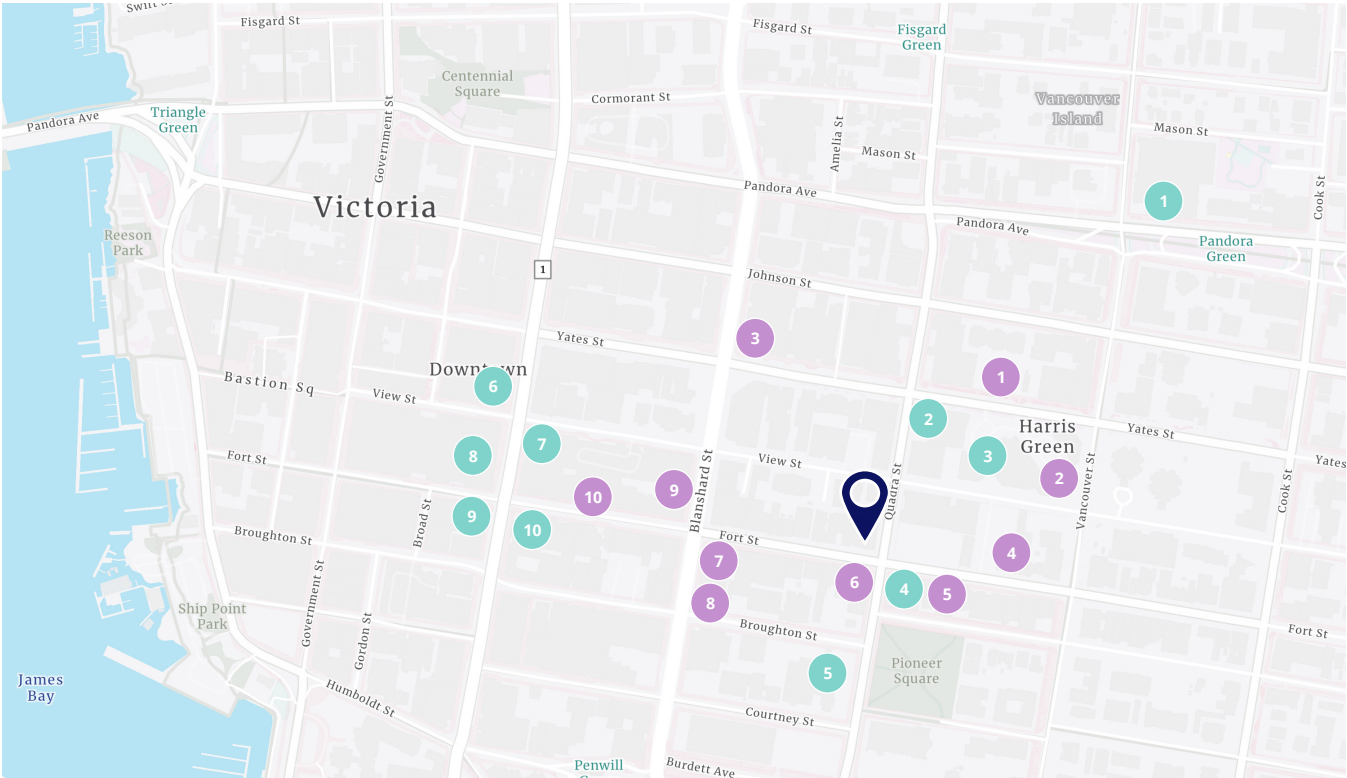 Swift St
Fisgard St
Fisgard St
Fisgard
Green
Centennial
Square
Cormorant St
Vancouver
Island
Triangle
Green
Pandora Ave
Government St
Amelia St
Mason St
Mason St
Pandora Ave
Cook St
1
Victoria
Pandora Ave
Reeson
Park
Pandora
Green
1
Johnson St
Yates St
3
Downtown
6
1
Bastion Sq
View St
2
Harris
Green
Yates St
7
8
3
Fort St
View St
Yates
10
9
Blanshard St
Quadra St
2
Vancouver St
Cook St
9
10
Broad St
Broughton St
Fort St
4
7
6
4
5
8
Government St
Gordon St
Ship Point
Park
Broughton St
Fort St
5
Pioneer
Square
James
Bay
Humboldt St
Courtney St
Penwill
Burdett Ave